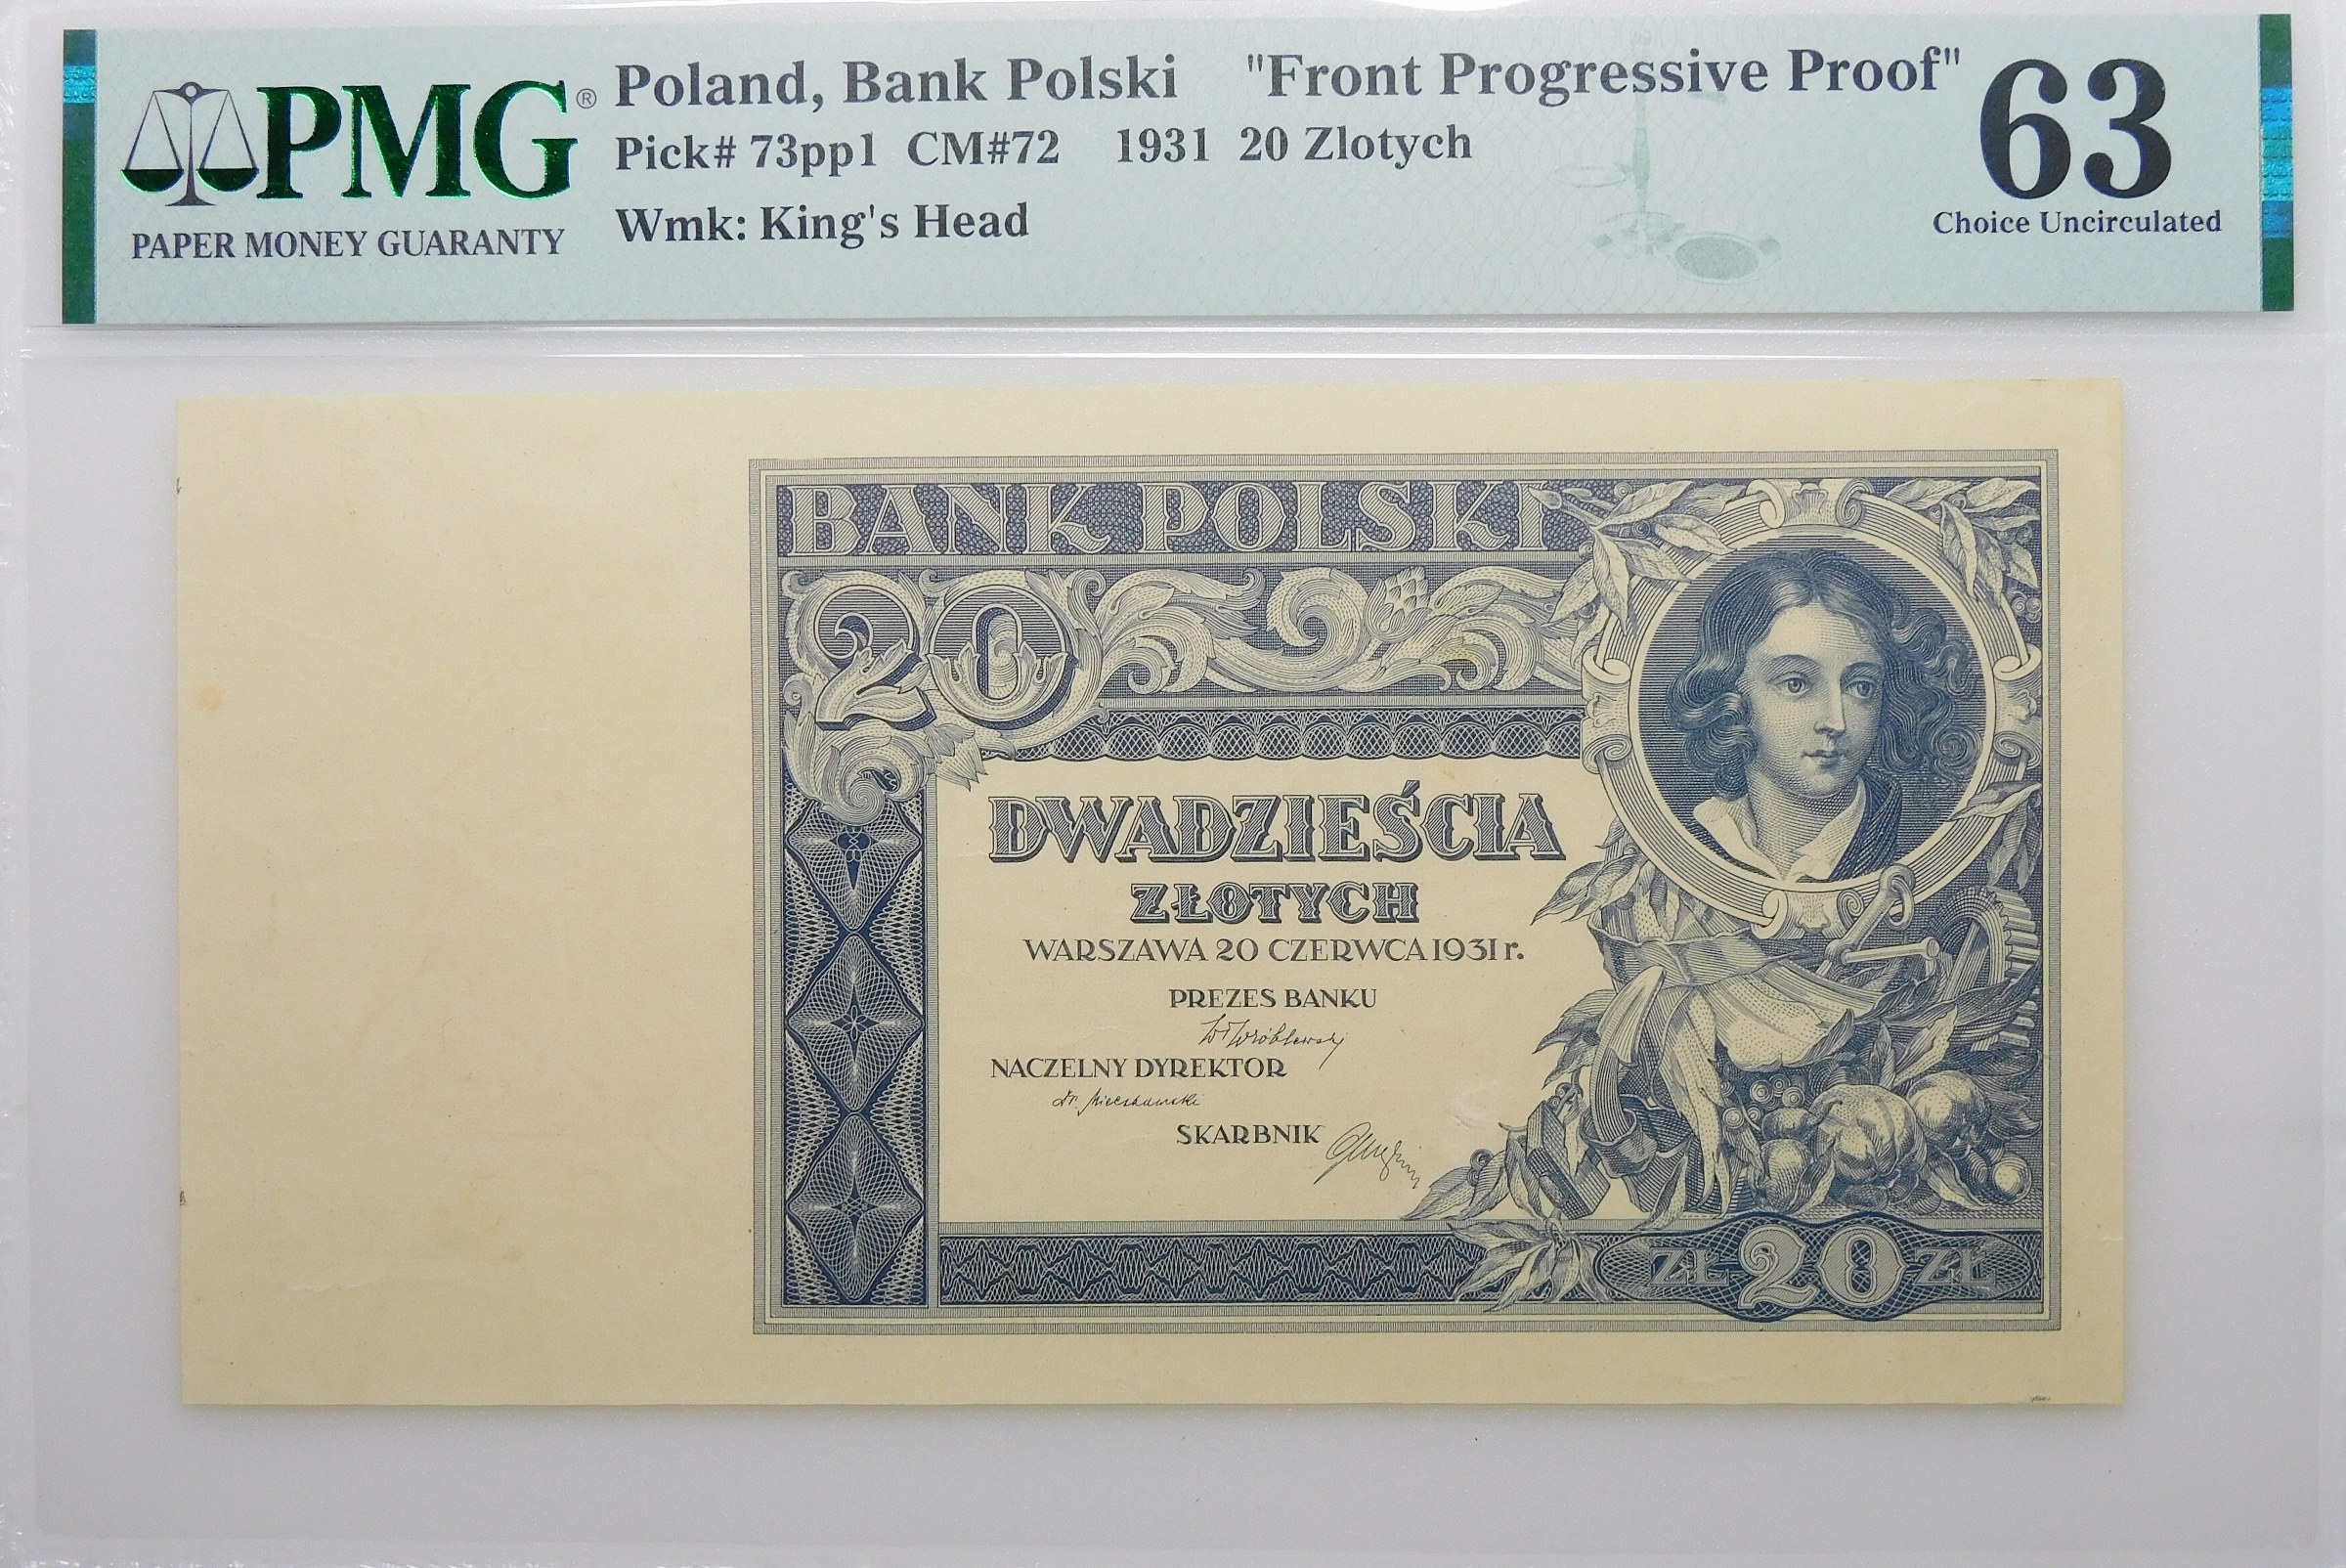 PMG®
PAPER MONEY GUARANTY
Poland, Bank Polski "Front Progressive Proof"
Pick# 73pp1 CM#72 1931 20 Zlotych
Wmk: King's Head
63
Choice Uncirculated
BANK POLSKI
20
DWADZIEŚCIA
ZŁOTYCH
WARSZAWA 20 CZERWCA 1931 r.
PREZES BANKU
Wł Wróblewski
NACZELNY DYREKTOR
SKARBNIK
ZŁ 20 ZŁ